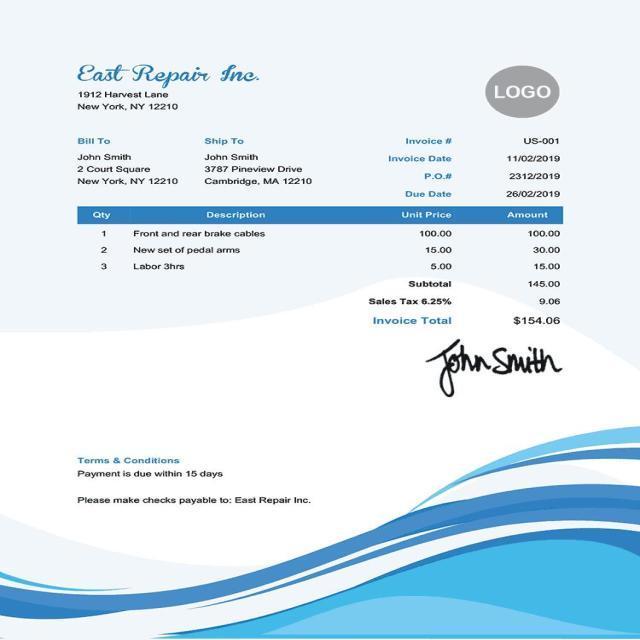 East Repair Inc.
1912 Harvest Lane
New York, NY 12210
LOGO
Bill To
John Smith
2 Court Square
New York, NY 12210
Ship To
John Smith
3787 Pineview Drive
Cambridge, MA 12210
Invoice # US-001
Invoice Date 11/02/2019
P.O.# 2312/2019
Due Date 26/02/2019
Qty Description Unit Price Amount
1 Front and rear brake cables 100.00 100.00
2 New set of pedal arms 15.00 30.00
3 Labor 3hrs 5.00 15.00
Subtotal 145.00
Sales Tax 6.25% 9.06
Invoice Total $154.06
John Smith
Terms & Conditions
Payment is due within 15 days
Please make checks payable to: East Repair Inc.